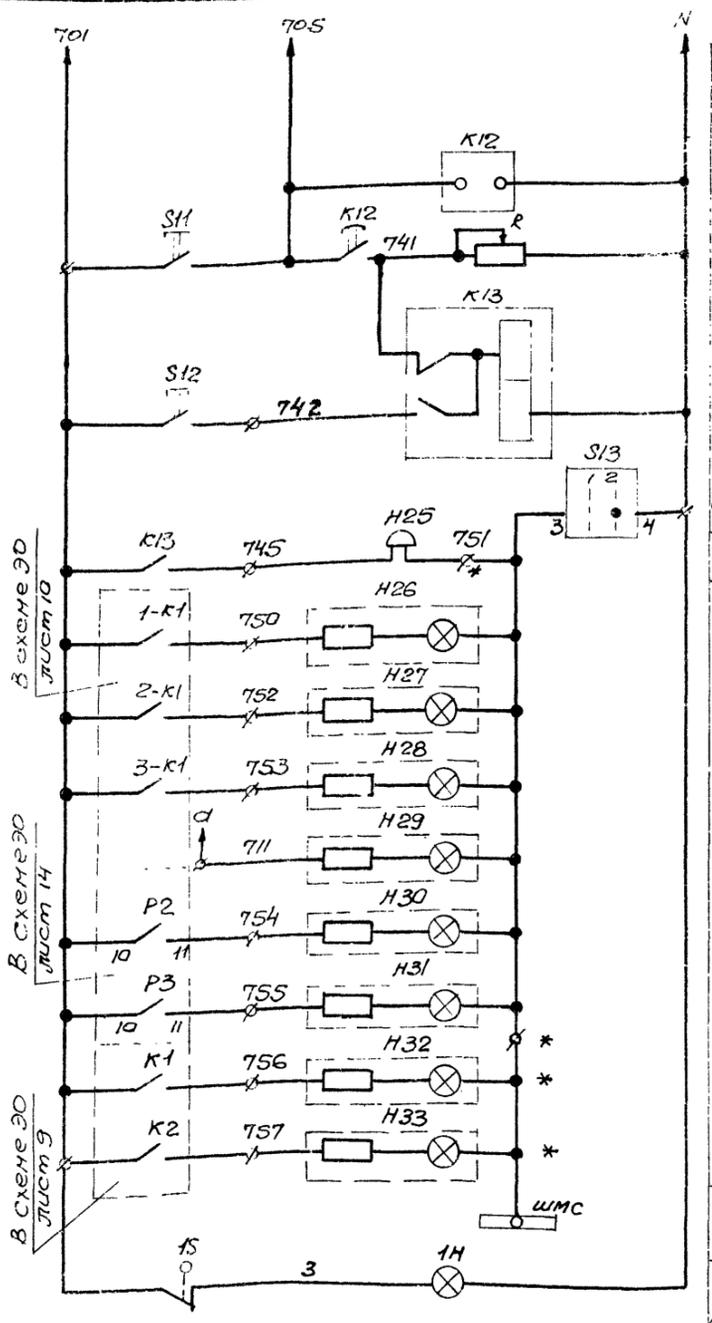 701
705
N
K12
S11
K12
741
R
K13
S12
742
S13
1 2
3
4
В схеме ЭО
лист 10
K13
745
H25
751
*
1-K1
750
H26
2-K1
752
H27
3-K1
753
H28
a
711
H29
В схеме ЭО
лист 14
P2
10
11
754
H30
P3
10
11
755
H31
*
K1
756
H32
*
В схеме ЭО
лист 9
K2
757
H33
*
ШМС
1S
3
1H